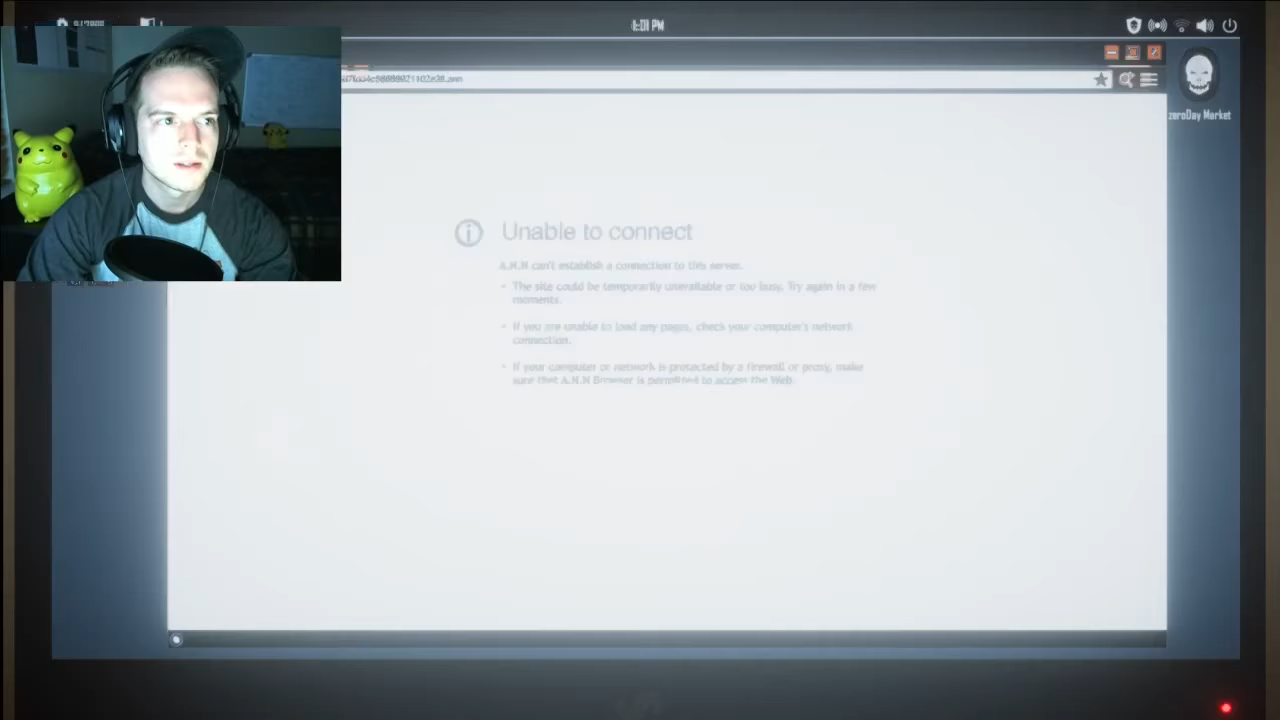 Unable to connect
A.N.N can't establish a connection to this server.
The site could be temporarily unavailable or too busy. Try again in a few
moments.
If you are unable to load any pages, check your computer's network
connection.
If your computer or network is protected by a firewall or proxy, make
sure that A.N.N Browser is permitted to access the Web.
zeroDay Market